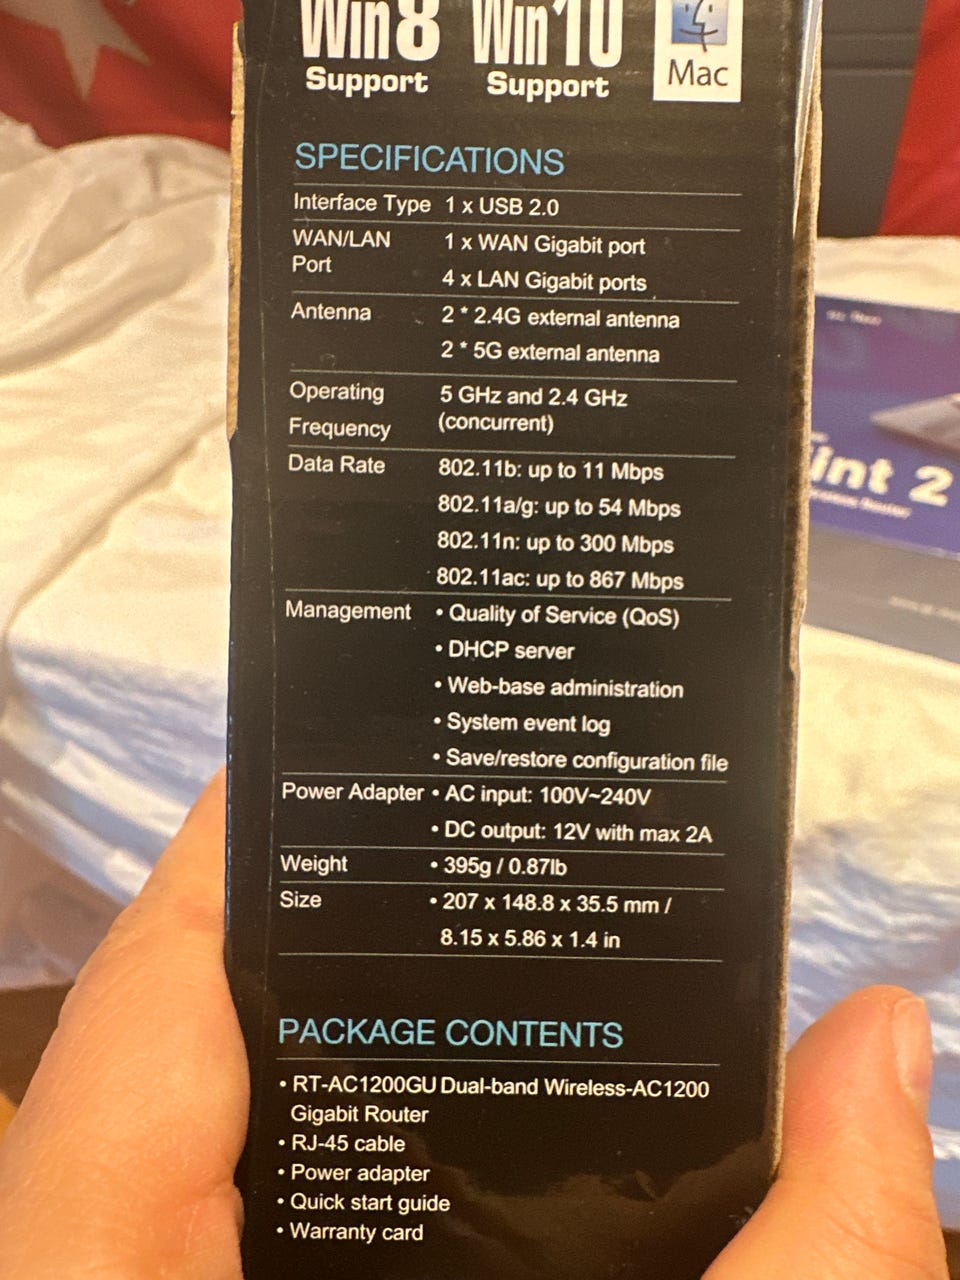 Win8 Win10
Support Support Mac
SPECIFICATIONS
Interface Type 1 x USB 2.0
WAN/LAN Port 1 x WAN Gigabit port
4 x LAN Gigabit ports
Antenna 2 * 2.4G external antenna
2 * 5G external antenna
Operating Frequency 5 GHz and 2.4 GHz
(concurrent)
Data Rate 802.11b: up to 11 Mbps
802.11a/g: up to 54 Mbps
802.11n: up to 300 Mbps
802.11ac: up to 867 Mbps
Management • Quality of Service (QoS)
• DHCP server
• Web-base administration
• System event log
• Save/restore configuration file
Power Adapter • AC input: 100V~240V
• DC output: 12V with max 2A
Weight • 395g / 0.87lb
Size • 207 x 148.8 x 35.5 mm /
8.15 x 5.86 x 1.4 in
PACKAGE CONTENTS
• RT-AC1200GU Dual-band Wireless-AC1200
Gigabit Router
• RJ-45 cable
• Power adapter
• Quick start guide
• Warranty card
int 2
Router